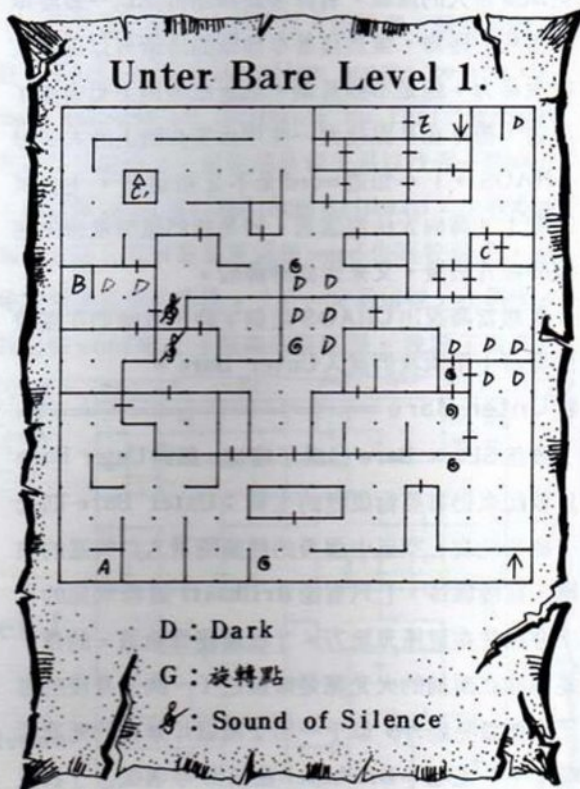 Unter Bare Level 1.
↓ D
C
G
B D D D D
D D
G D D D D
G D D
G
G
A G ↑
D：Dark
G：旋轉點
：Sound of Silence